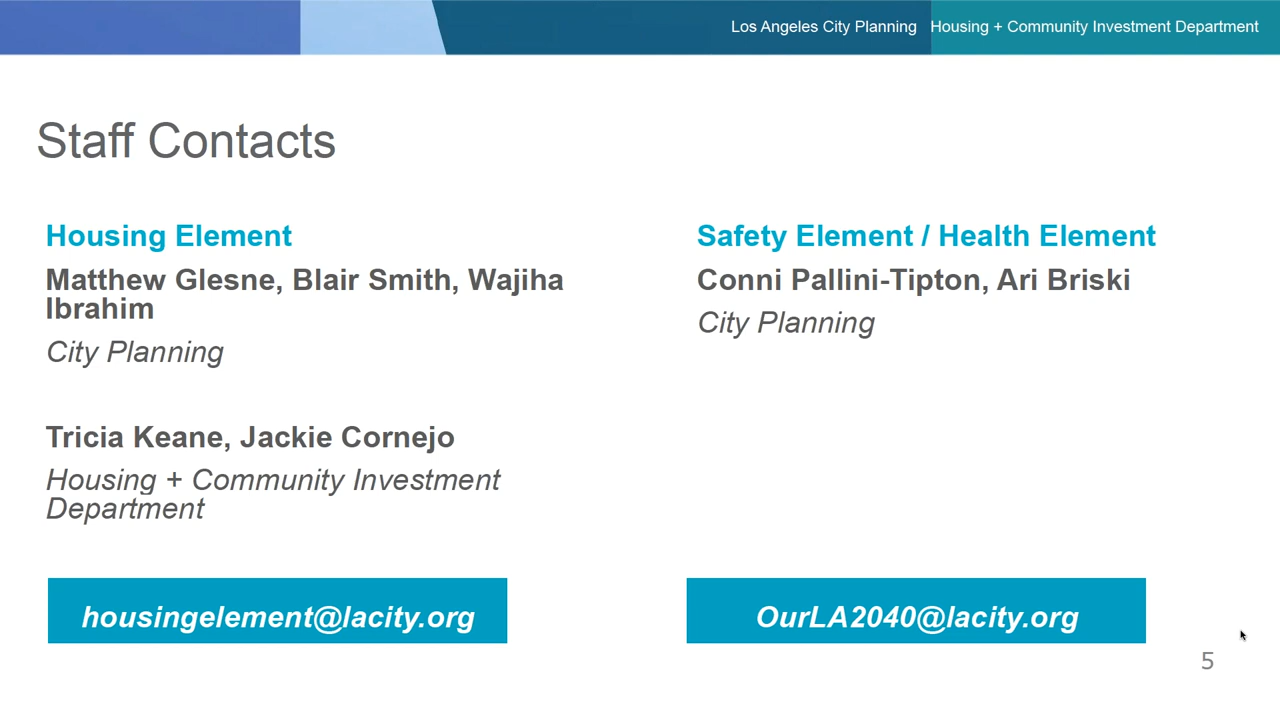 Los Angeles City Planning Housing + Community Investment Department
Staff Contacts
Housing Element
Matthew Glesne, Blair Smith, Wajiha
Ibrahim
City Planning
Tricia Keane, Jackie Cornejo
Housing + Community Investment
Department
housingelement@lacity.org
Safety Element / Health Element
Conni Pallini-Tipton, Ari Briski
City Planning
OurLA2040@lacity.org
5